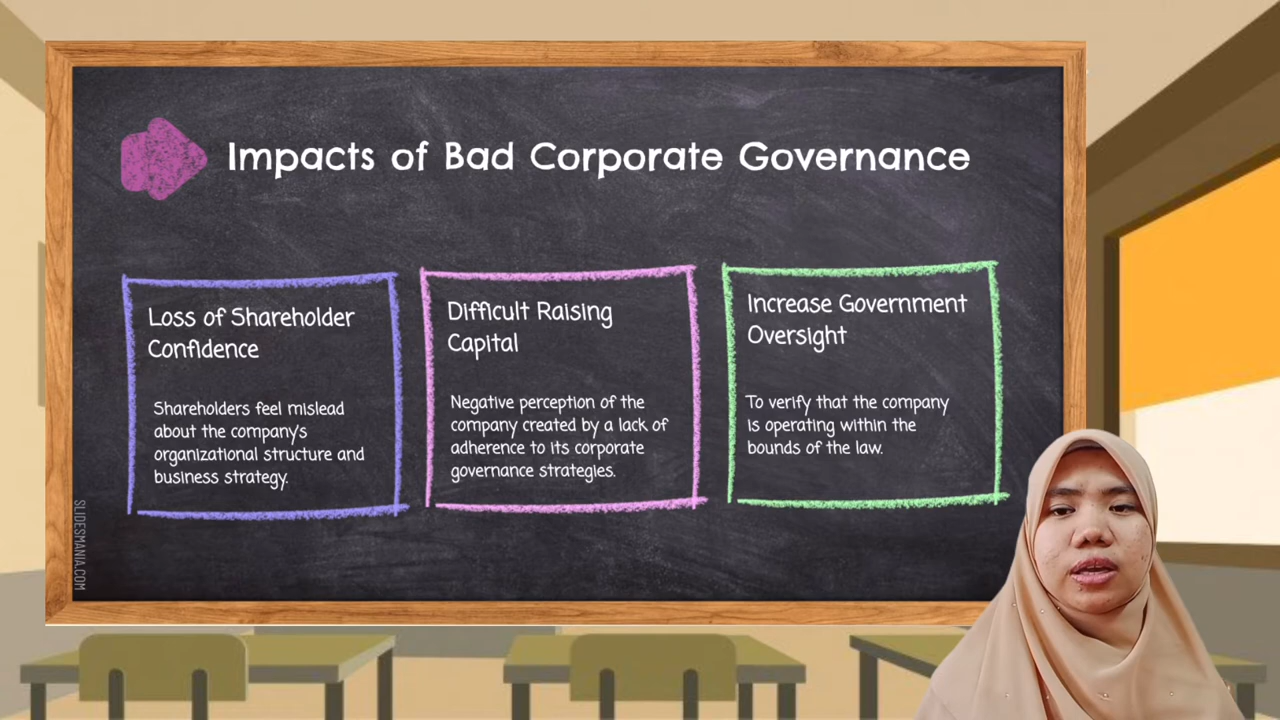 Impacts of Bad Corporate Governance
Loss of Shareholder
Confidence
Shareholders feel mislead
about the company's
organizational structure and
business strategy.
Difficult Raising
Capital
Negative perception of the
company created by a lack of
adherence to its corporate
governance strategies.
Increase Government
Oversight
To verify that the company
is operating within the
bounds of the law.
SLIDESMANIA.COM